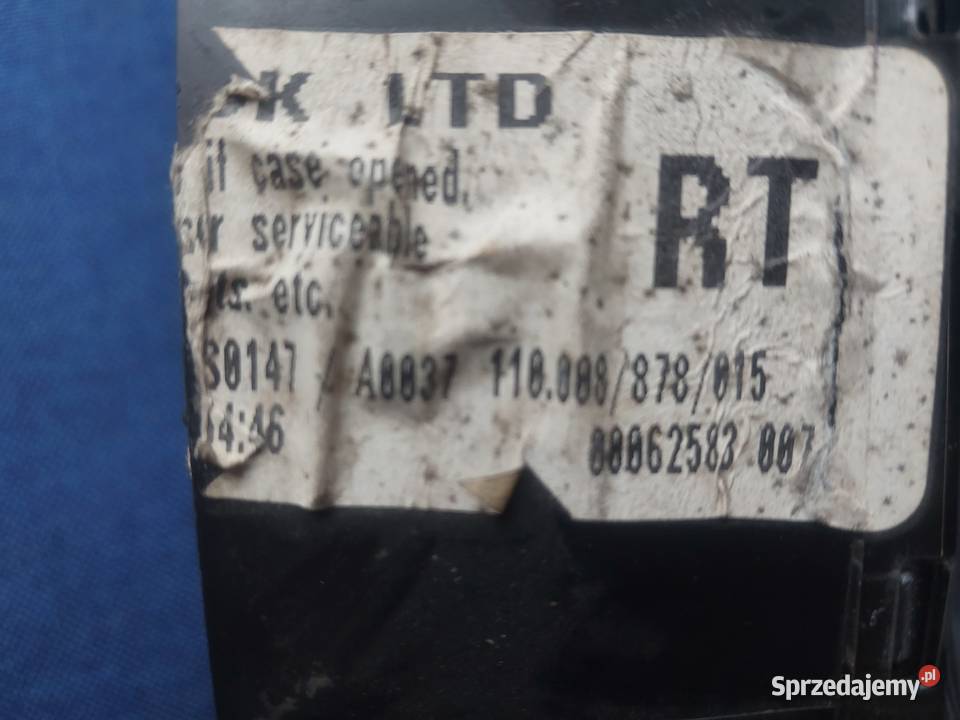 K LTD
if case opened.
RT
serviceable
etc.
S0147 A0037 110.008/878/015
4:46
00062583 007
Sprzedajemy.pl